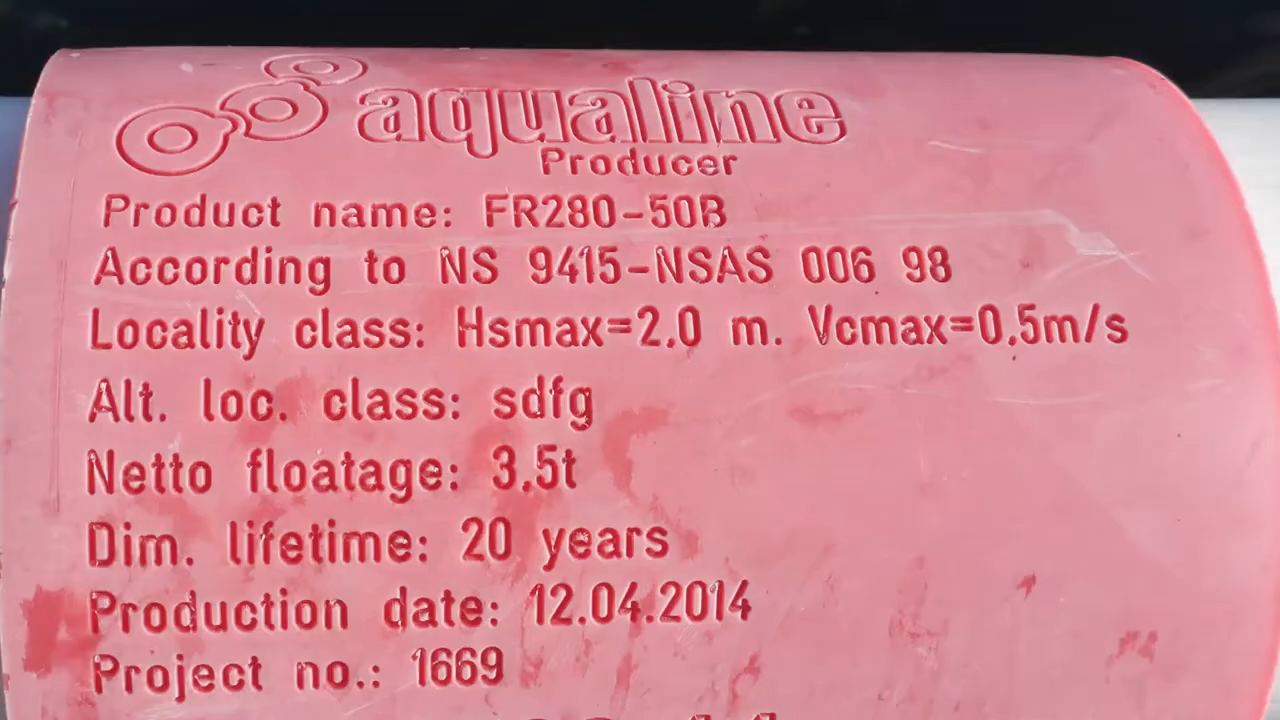 aqualine
Producer
Product name: FR280-50B
According to NS 9415-NSAS 006 98
Locality class: Hsmax=2.0 m. Vcmax=0.5m/s
Alt. loc. class: sdfg
Netto floatage: 3.5t
Dim. lifetime: 20 years
Production date: 12.04.2014
Project no.: 1669